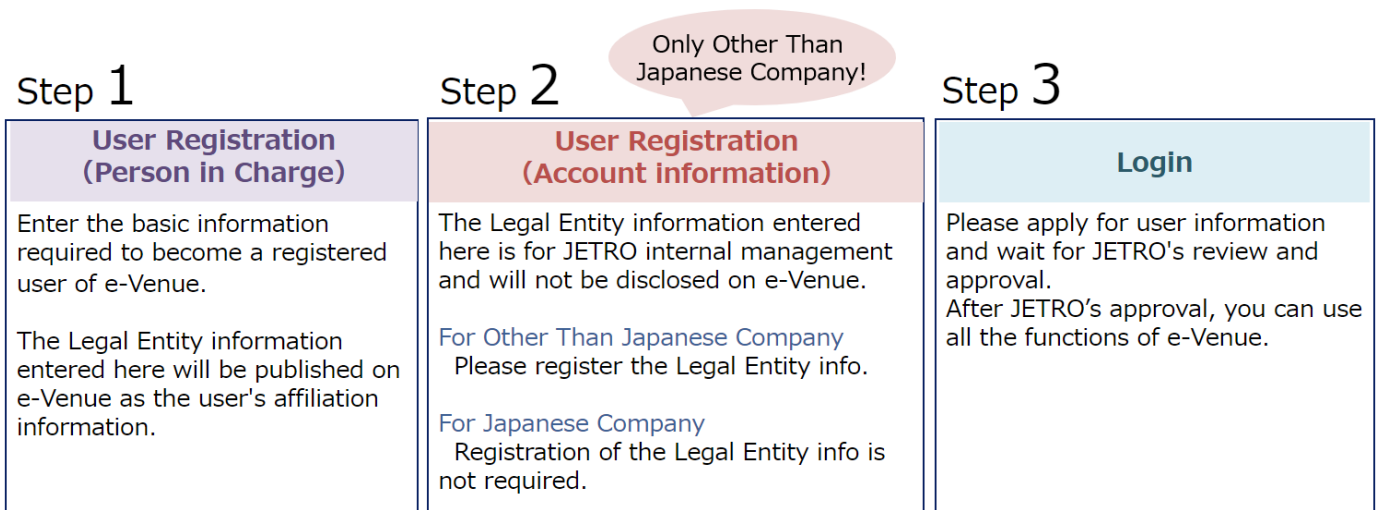 Step 1
User Registration
(Person in Charge)
Enter the basic information
required to become a registered
user of e-Venue.
The Legal Entity information
entered here will be published on
e-Venue as the user's affiliation
information.
Only Other Than
Japanese Company!
Step 2
User Registration
(Account information)
The Legal Entity information entered
here is for JETRO internal management
and will not be disclosed on e-Venue.
For Other Than Japanese Company
Please register the Legal Entity info.
For Japanese Company
Registration of the Legal Entity info is
not required.
Step 3
Login
Please apply for user information
and wait for JETRO's review and
approval.
After JETRO’s approval, you can use
all the functions of e-Venue.